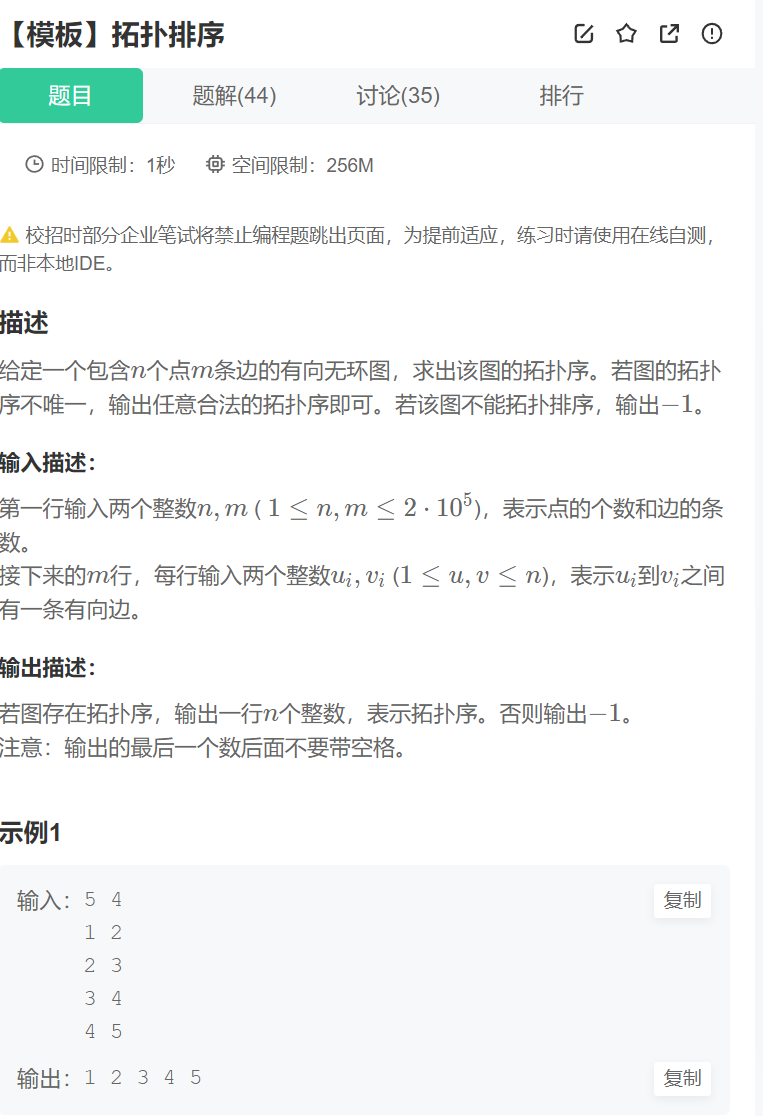 【模板】拓扑排序
题目 题解(44) 讨论(35) 排行
时间限制：1秒 空间限制：256M
校招时部分企业笔试将禁止编程题跳出页面，为提前适应，练习时请使用在线自测，
而非本地IDE。
描述
给定一个包含n个点m条边的有向无环图，求出该图的拓扑序。若图的拓扑
序不唯一，输出任意合法的拓扑序即可。若该图不能拓扑排序，输出−1。
输入描述：
第一行输入两个整数n, m ( 1 ≤ n, m ≤ 2 · 10⁵)，表示点的个数和边的条
数。
接下来的m行，每行输入两个整数uᵢ, vᵢ (1 ≤ u, v ≤ n)，表示uᵢ到vᵢ之间
有一条有向边。
输出描述：
若图存在拓扑序，输出一行n个整数，表示拓扑序。否则输出−1。
注意：输出的最后一个数后面不要带空格。
示例1
输入：5 4 复制
1 2
2 3
3 4
4 5
输出：1 2 3 4 5 复制